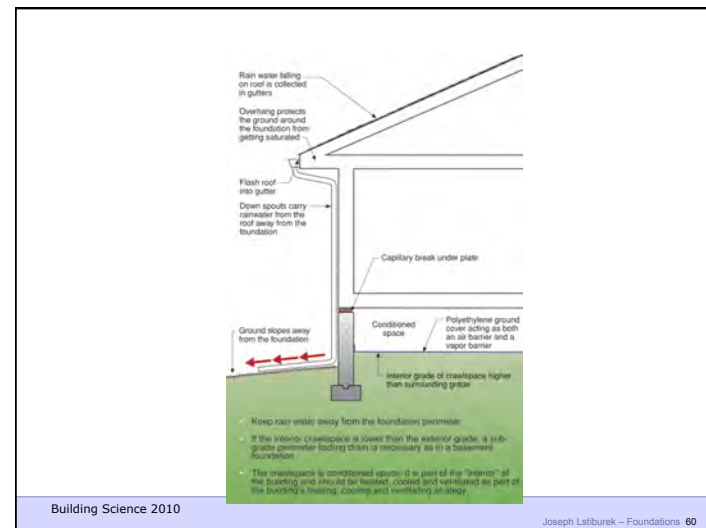 Rain water falling
on roof is collected
in gutters
Overhang protects
the ground around
the foundation from
getting saturated
Flash roof
into gutter
Down spouts carry
rainwater from the
roof away from the
foundation
Capillary break under plate
Ground slopes away
from the foundation
Conditioned
space
Polyethylene ground
cover acting as both
an air barrier and a
vapor barrier
Interior grade of crawlspace higher
than surrounding grade
• Keep rain water away from the foundation perimeter
• If the interior crawlspace is lower than the exterior grade, a sub-
grade perimeter footing drain is necessary as in a basement
foundation
• The crawlspace is conditioned space; it is part of the "interior" of
the building and should be heated, cooled and ventilated as part of
the building's heating, cooling and ventilating strategy
Building Science 2010
Joseph Lstiburek – Foundations 60